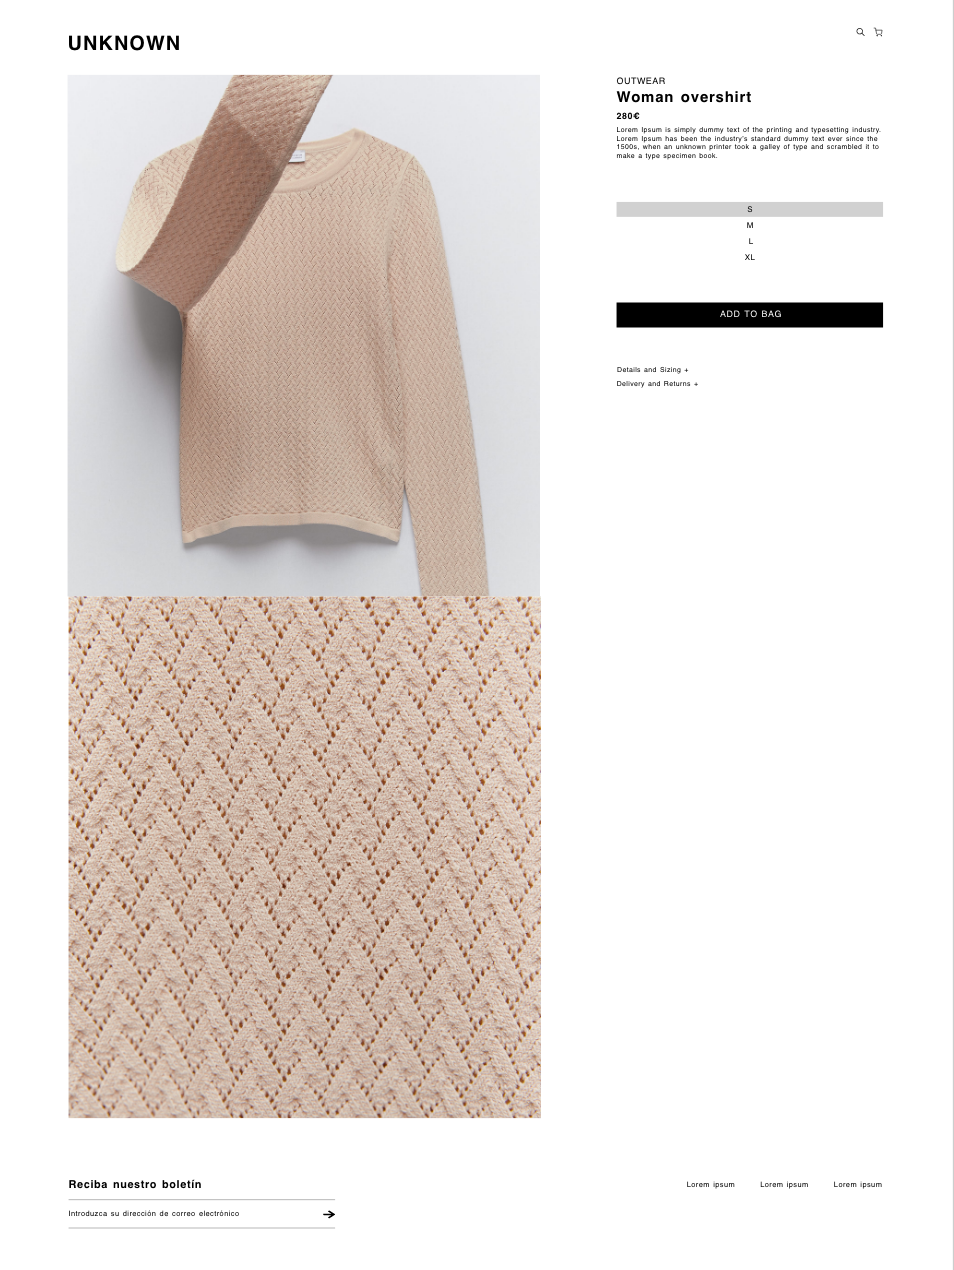 UNKNOWN
OUTWEAR
Woman overshirt
280€
Lorem Ipsum is simply dummy text of the printing and typesetting industry.
Lorem Ipsum has been the industry's standard dummy text ever since the
1500s, when an unknown printer took a galley of type and scrambled it to
make a type specimen book.
S
M
L
XL
ADD TO BAG
Details and Sizing +
Delivery and Returns +
Reciba nuestro boletín
Introduzca su dirección de correo electrónico
Lorem ipsum
Lorem ipsum
Lorem ipsum